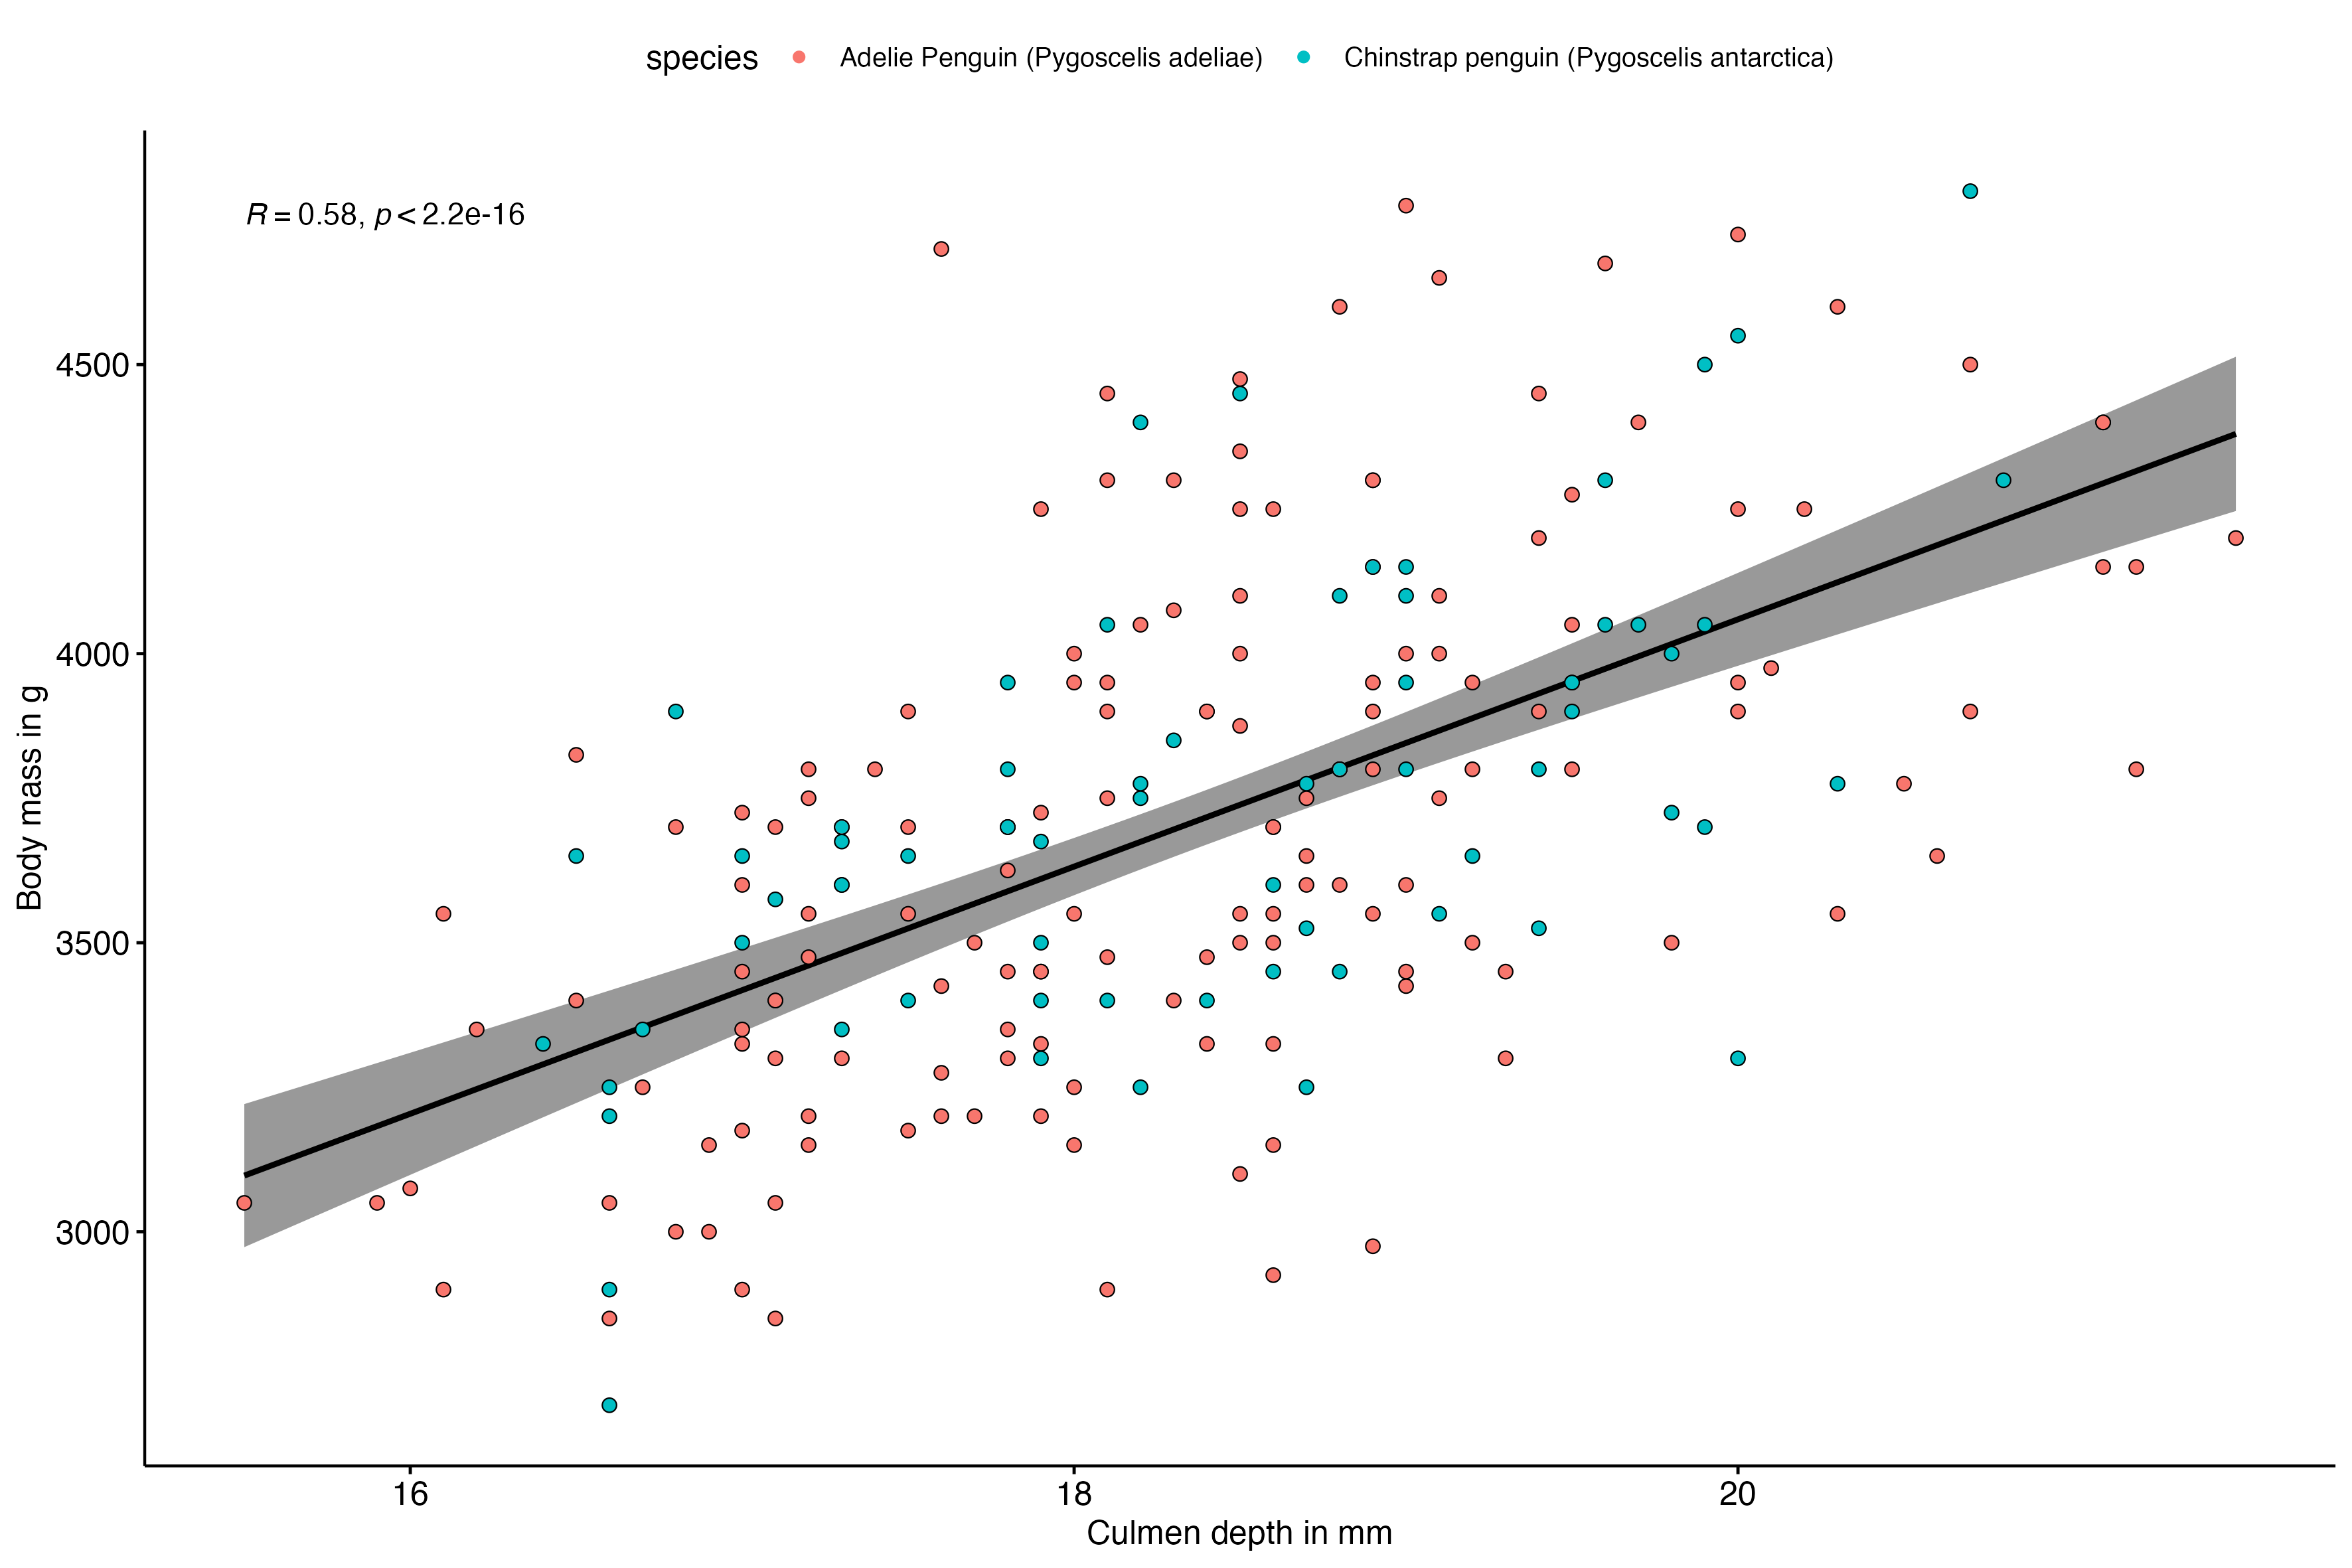 species Adelie Penguin (Pygoscelis adeliae) Chinstrap penguin (Pygoscelis antarctica)
R = 0.58, p < 2.2e-16
4500
4000
3500
3000
Body mass in g
16 18 20
Culmen depth in mm